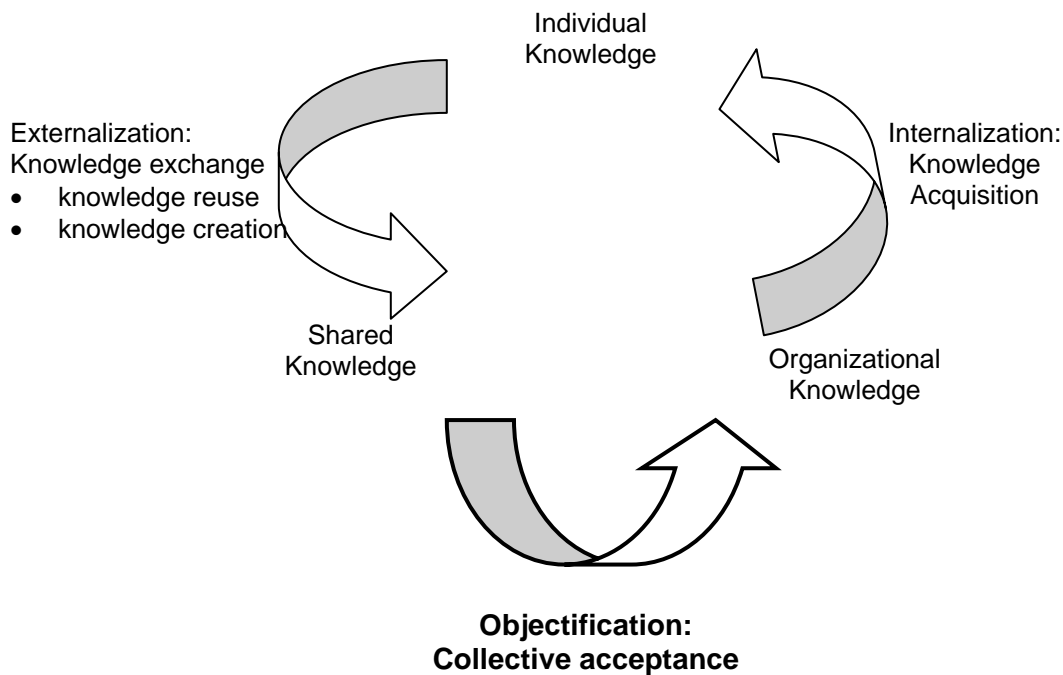 Individual
Knowledge
Externalization:
Knowledge exchange
• knowledge reuse
• knowledge creation
Internalization:
Knowledge
Acquisition
Shared
Knowledge
Organizational
Knowledge
Objectification:
Collective acceptance